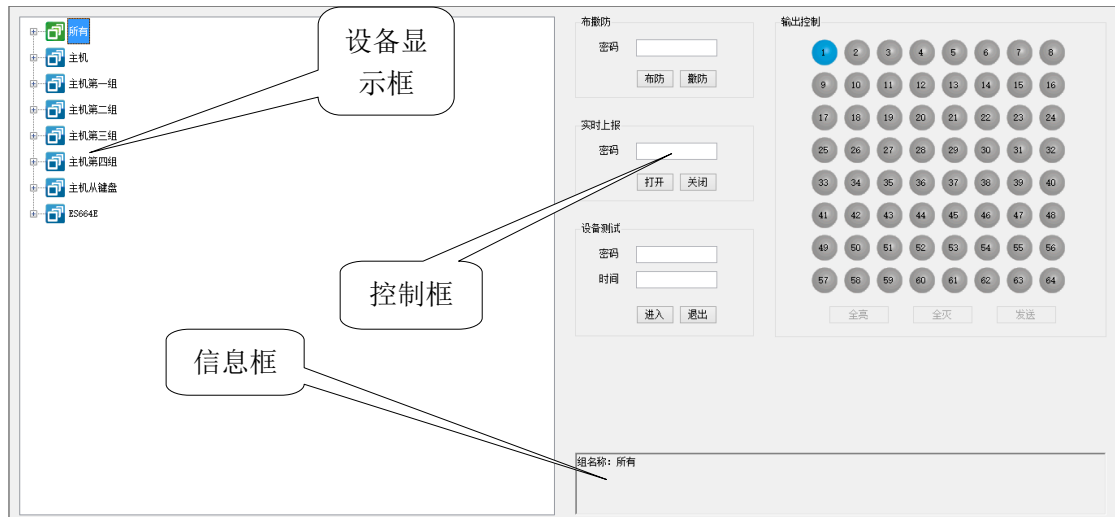 所有
主机
主机第一组
主机第二组
主机第三组
主机第四组
主机从键盘
ES664E
设备显
示框
控制框
信息框
布撤防
密码
布防 撤防
实时上报
密码
打开 关闭
设备测试
密码
时间
进入 退出
输出控制
1 2 3 4 5 6 7 8
9 10 11 12 13 14 15 16
17 18 19 20 21 22 23 24
25 26 27 28 29 30 31 32
33 34 35 36 37 38 39 40
41 42 43 44 45 46 47 48
49 50 51 52 53 54 55 56
57 58 59 60 61 62 63 64
全亮 全灭 发送
组名称: 所有